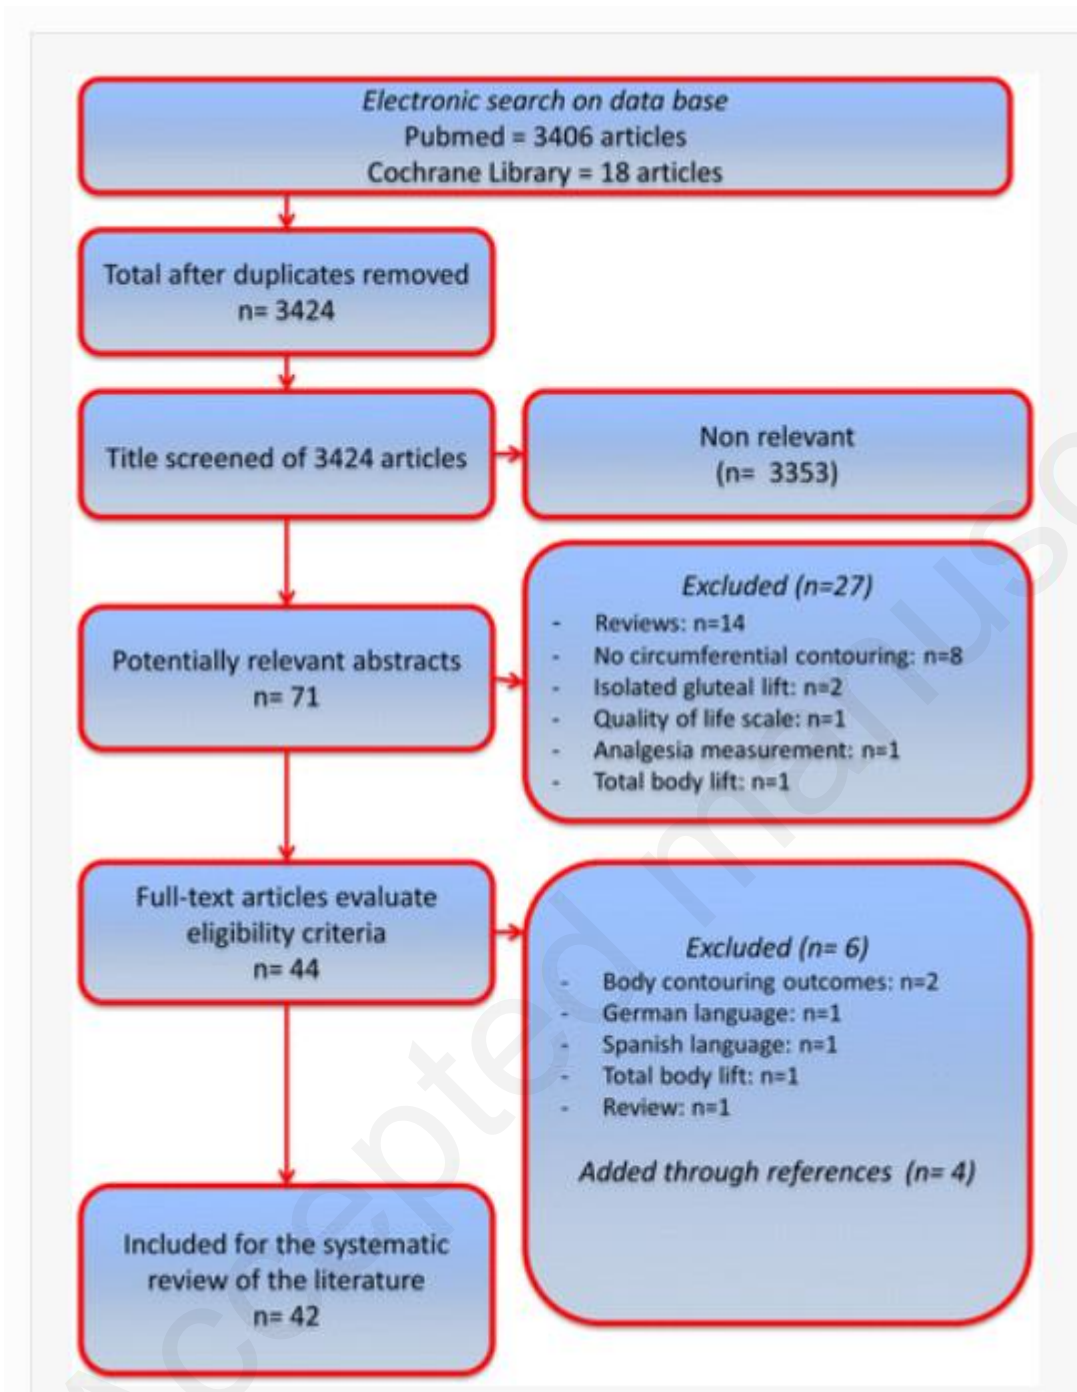 Electronic search on data base
Pubmed = 3406 articles
Cochrane Library = 18 articles
Total after duplicates removed
n= 3424
Title screened of 3424 articles
Non relevant
(n= 3353)
Potentially relevant abstracts
n= 71
Excluded (n=27)
- Reviews: n=14
- No circumferential contouring: n=8
- Isolated gluteal lift: n=2
- Quality of life scale: n=1
- Analgesia measurement: n=1
- Total body lift: n=1
Full-text articles evaluate
eligibility criteria
n= 44
Excluded (n= 6)
- Body contouring outcomes: n=2
- German language: n=1
- Spanish language: n=1
- Total body lift: n=1
- Review: n=1
Added through references (n= 4)
Included for the systematic
review of the literature
n= 42